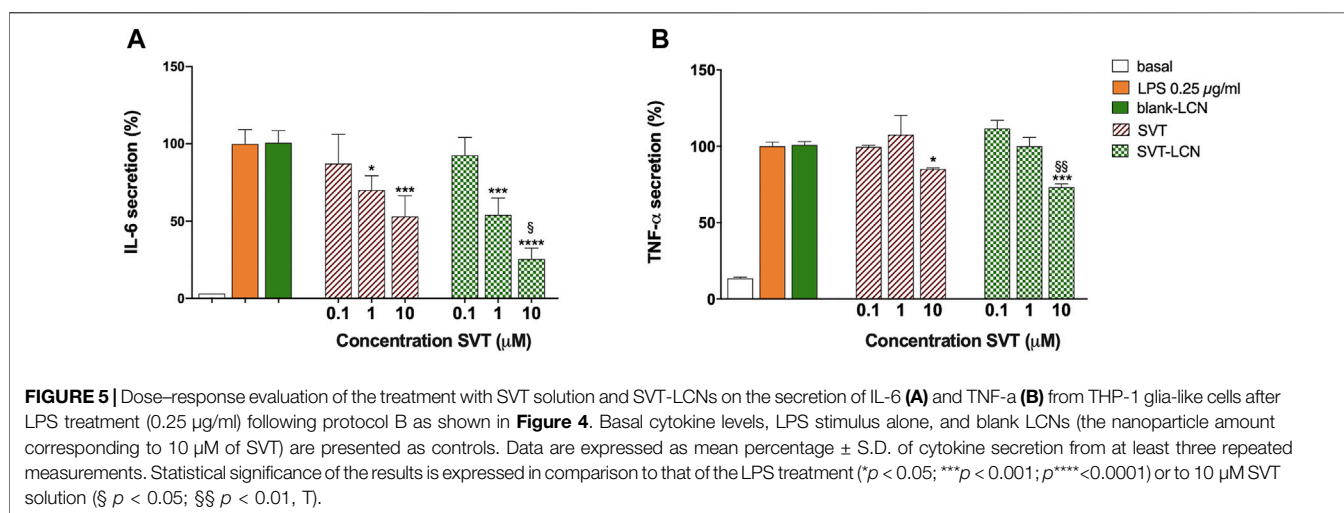 A
B
150
100
50
0
IL-6 secretion (%)
*
***
***
§
****
0.1 1 10 0.1 1 10
Concentration SVT (µM)
150
100
50
0
TNF-α secretion (%)
*
§§
***
0.1 1 10 0.1 1 10
Concentration SVT (µM)
basal
LPS 0.25 µg/ml
blank-LCN
SVT
SVT-LCN
FIGURE 5 | Dose–response evaluation of the treatment with SVT solution and SVT-LCNs on the secretion of IL-6 (A) and TNF-a (B) from THP-1 glia-like cells after
LPS treatment (0.25 µg/ml) following protocol B as shown in Figure 4. Basal cytokine levels, LPS stimulus alone, and blank LCNs (the nanoparticle amount
corresponding to 10 µM of SVT) are presented as controls. Data are expressed as mean percentage ± S.D. of cytokine secretion from at least three repeated
measurements. Statistical significance of the results is expressed in comparison to that of the LPS treatment (*p < 0.05; ***p < 0.001; p****<0.0001) or to 10 µM SVT
solution (§ p < 0.05; §§ p < 0.01, T).